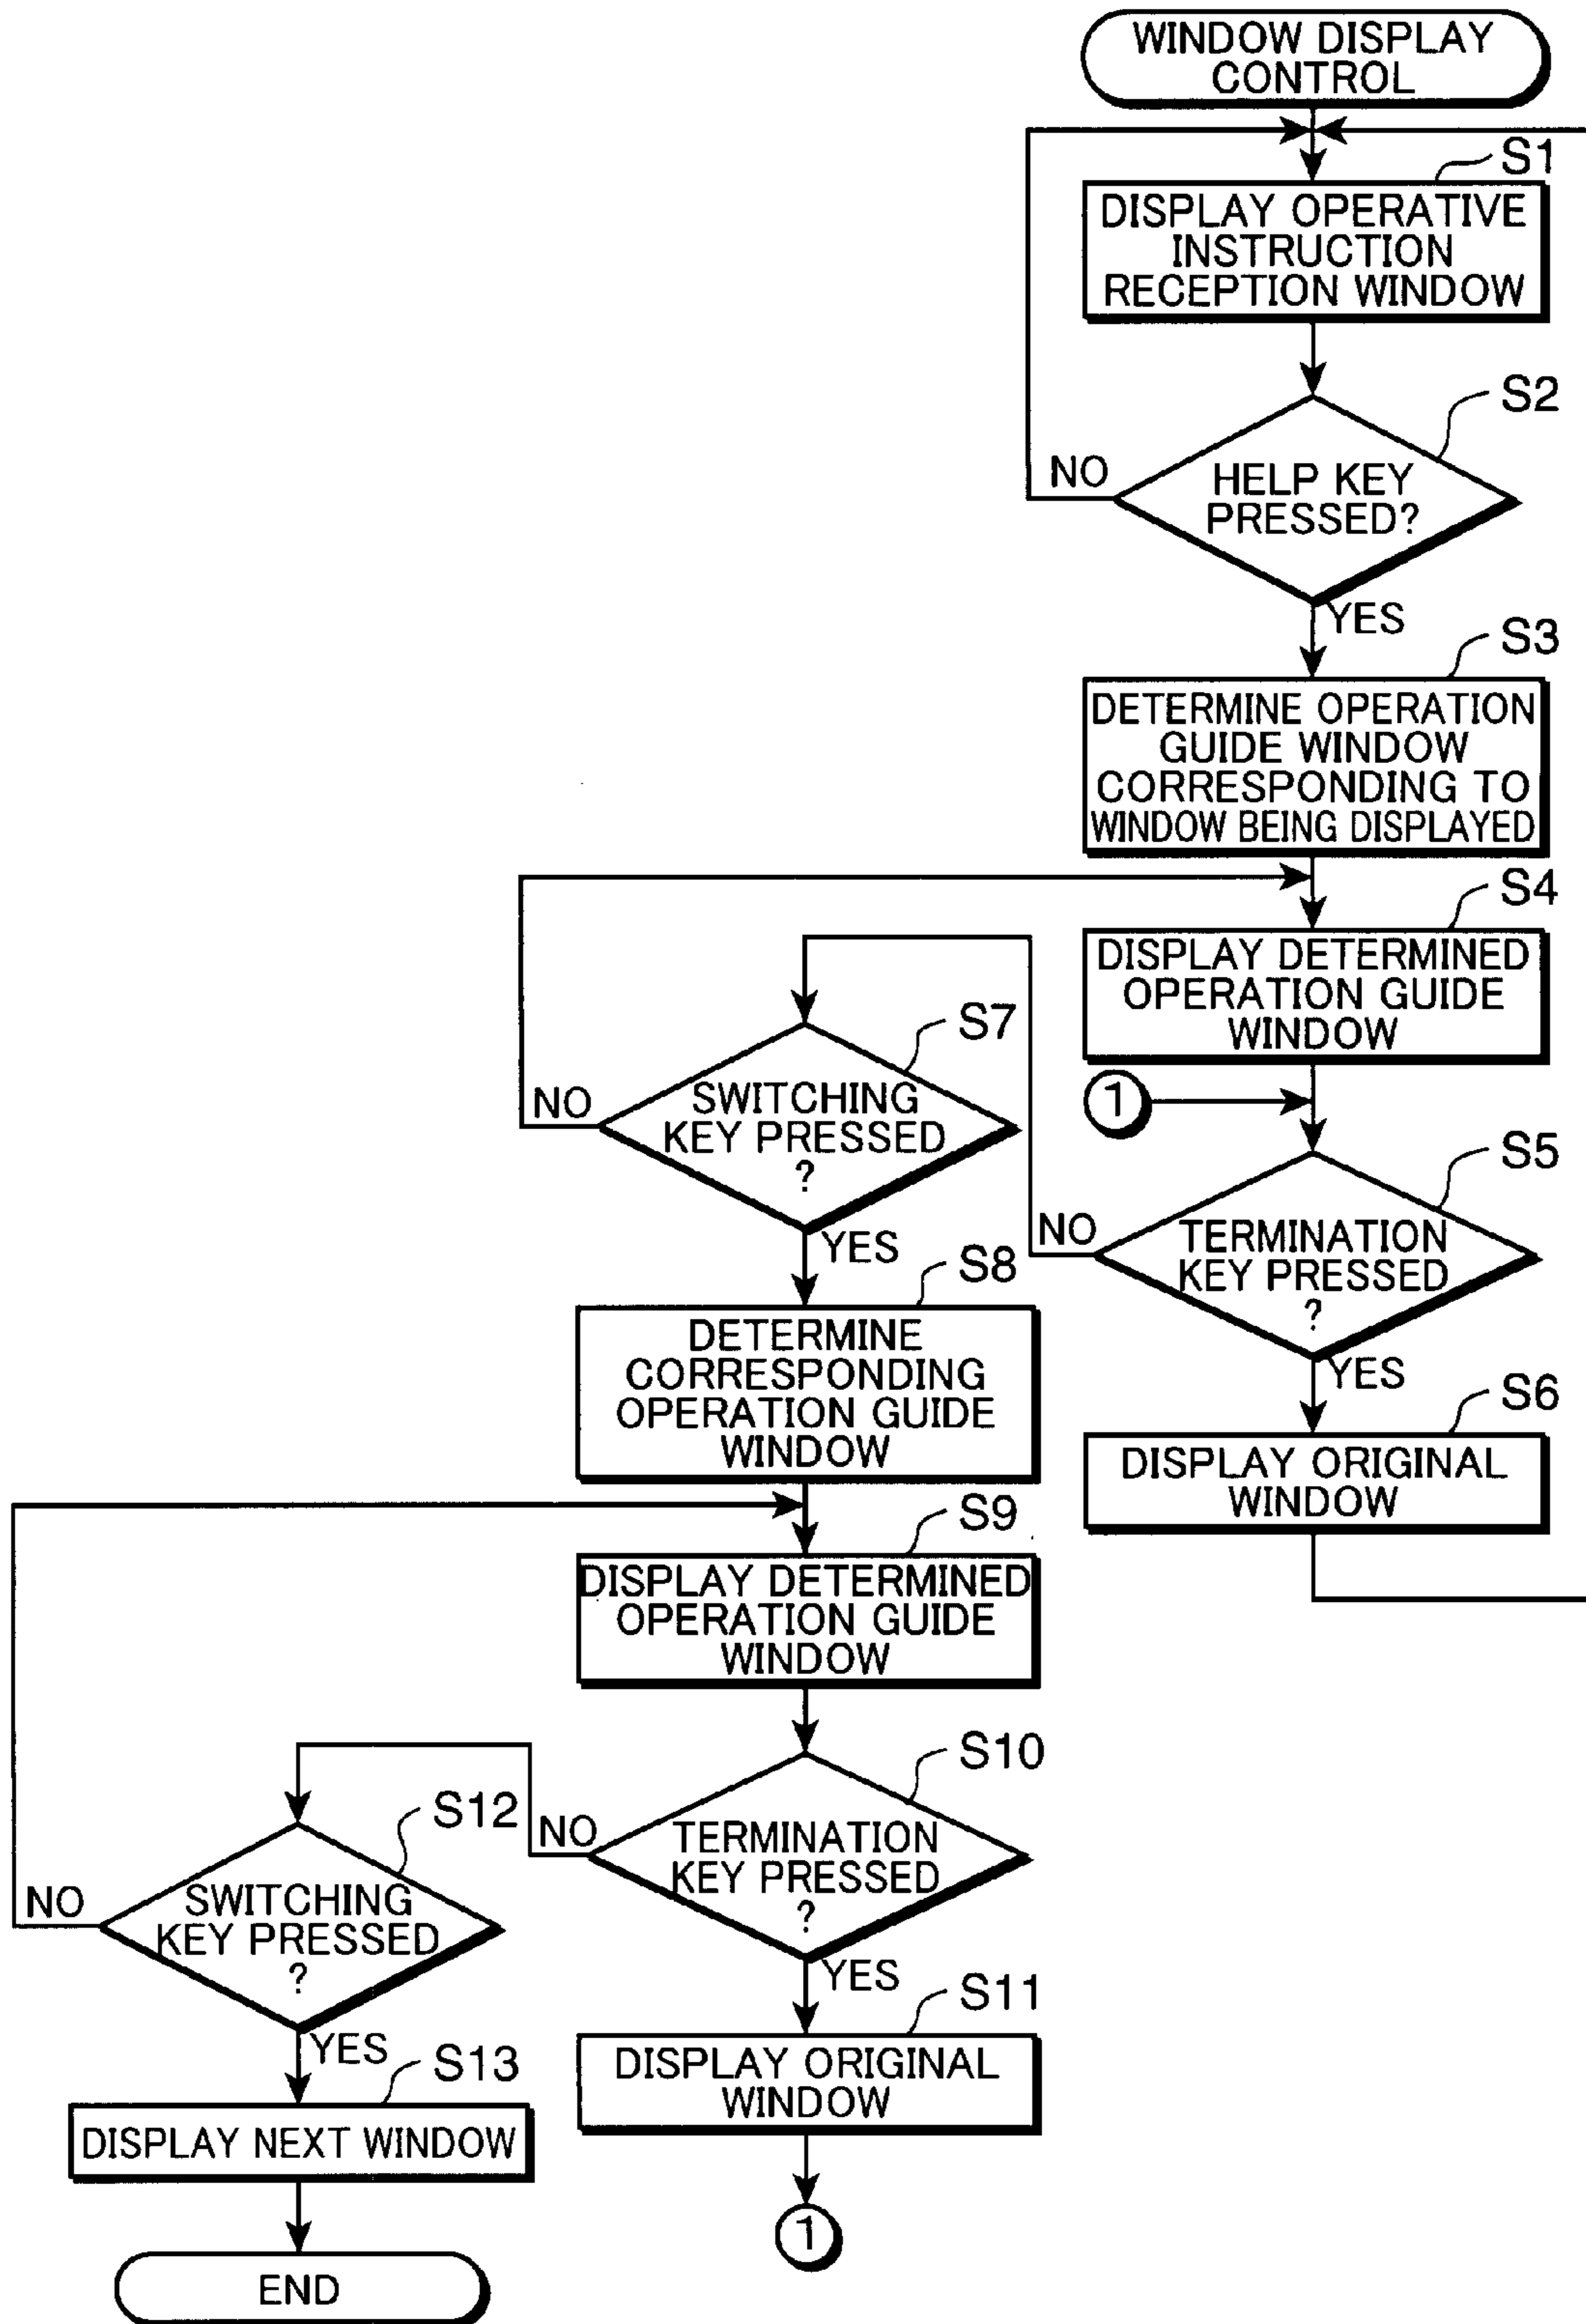 WINDOW DISPLAY
CONTROL
S1
DISPLAY OPERATIVE
INSTRUCTION
RECEPTION WINDOW
S2
HELP KEY
PRESSED?
NO
YES
S3
DETERMINE OPERATION
GUIDE WINDOW
CORRESPONDING TO
WINDOW BEING DISPLAYED
S4
DISPLAY DETERMINED
OPERATION GUIDE
WINDOW
1
S5
TERMINATION
KEY PRESSED
?
NO
YES
S6
DISPLAY ORIGINAL
WINDOW
S7
SWITCHING
KEY PRESSED
?
NO
YES
S8
DETERMINE
CORRESPONDING
OPERATION GUIDE
WINDOW
S9
DISPLAY DETERMINED
OPERATION GUIDE
WINDOW
S10
TERMINATION
KEY PRESSED
?
NO
YES
S11
DISPLAY ORIGINAL
WINDOW
1
S12
SWITCHING
KEY PRESSED
?
NO
YES
S13
DISPLAY NEXT WINDOW
END